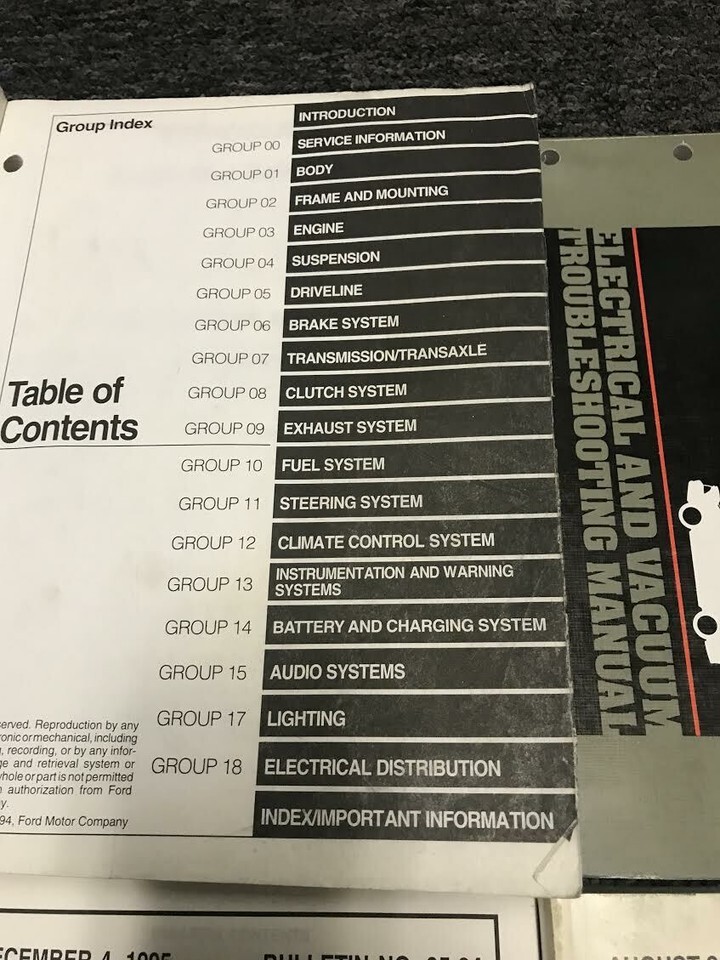 Group Index
INTRODUCTION
GROUP 00 SERVICE INFORMATION
GROUP 01 BODY
GROUP 02 FRAME AND MOUNTING
GROUP 03 ENGINE
GROUP 04 SUSPENSION
GROUP 05 DRIVELINE
GROUP 06 BRAKE SYSTEM
GROUP 07 TRANSMISSION/TRANSAXLE
GROUP 08 CLUTCH SYSTEM
GROUP 09 EXHAUST SYSTEM
GROUP 10 FUEL SYSTEM
GROUP 11 STEERING SYSTEM
GROUP 12 CLIMATE CONTROL SYSTEM
GROUP 13 INSTRUMENTATION AND WARNING
SYSTEMS
GROUP 14 BATTERY AND CHARGING SYSTEM
GROUP 15 AUDIO SYSTEMS
GROUP 17 LIGHTING
GROUP 18 ELECTRICAL DISTRIBUTION
INDEX/IMPORTANT INFORMATION
Table of
Contents
served. Reproduction by any
ronic or mechanical, including
, recording, or by any infor-
ge and retrieval system or
whole or part is not permitted
authorization from Ford
y.
94, Ford Motor Company
ELECTRICAL AND VACUUM
TROUBLESHOOTING MANUAL
ECEMBER 4, 1995
BULLETIN NO.
AUGUST